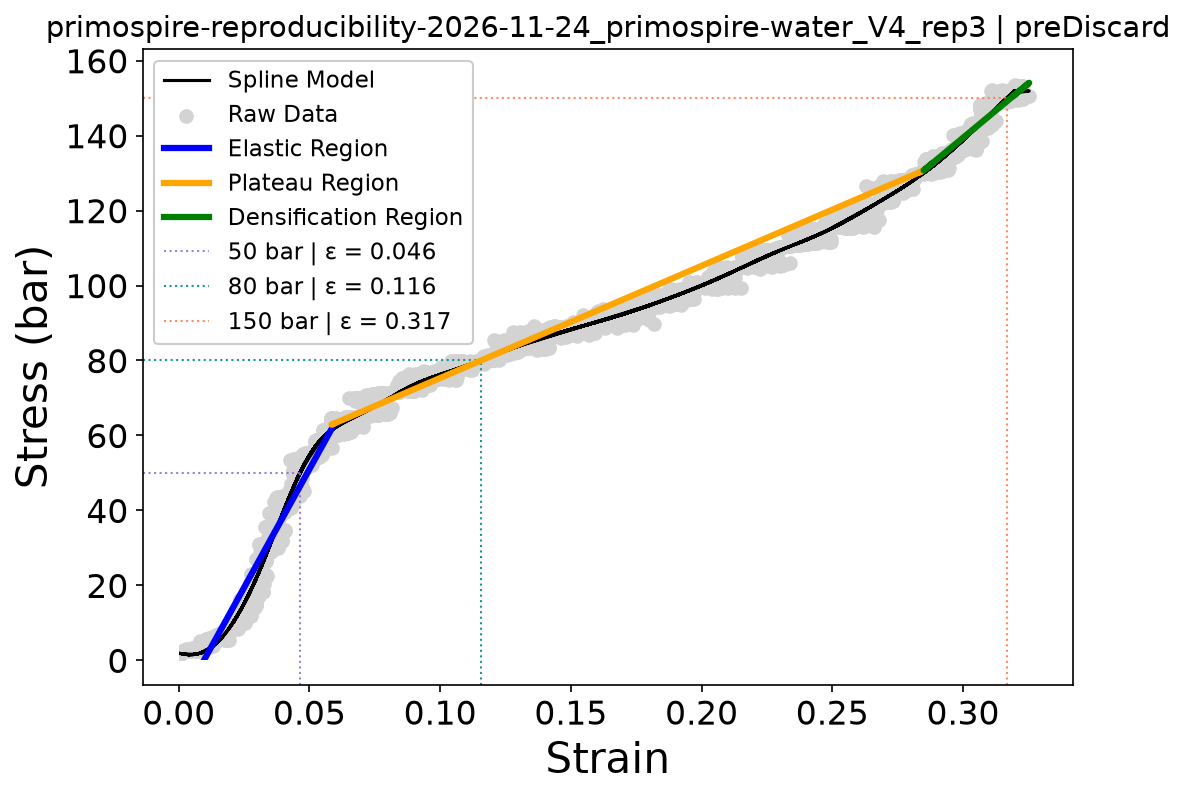 primospire-reproducibility-2026-11-24_primospire-water_V4_rep3 | preDiscard
Spline Model
Raw Data
Elastic Region
Plateau Region
Densification Region
50 bar | ε = 0.046
80 bar | ε = 0.116
150 bar | ε = 0.317
Stress (bar)
160
140
120
100
80
60
40
20
0
0.00 0.05 0.10 0.15 0.20 0.25 0.30
Strain